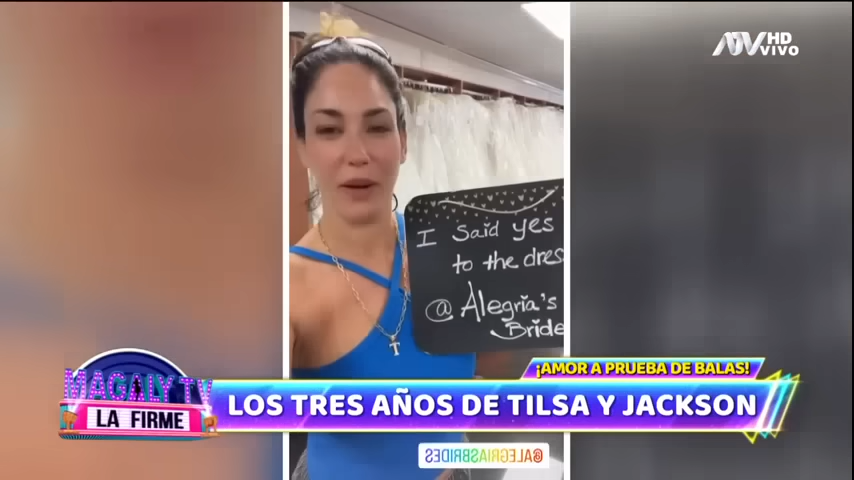 ATV HD
VIVO
I said yes
to the dres
@ Alegria's
Bride
T
¡AMOR A PRUEBA DE BALAS!
MAGALY TV
LA FIRME
LOS TRES AÑOS DE TILSA Y JACKSON
@ALEGRIASBRIDES